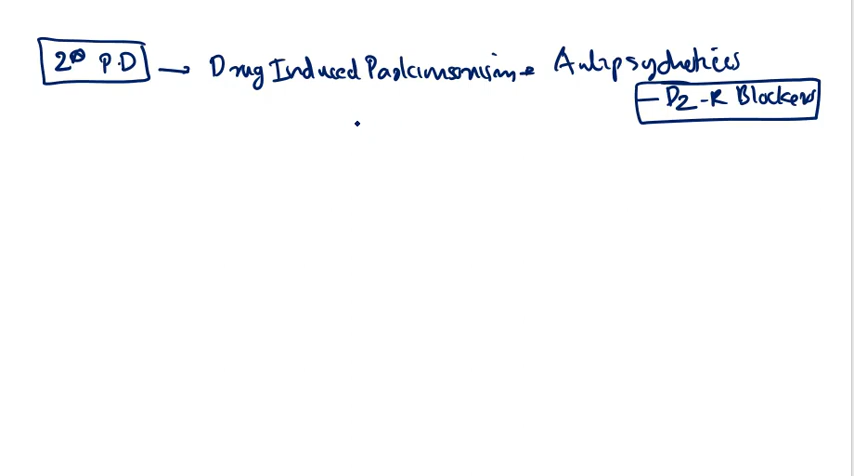 2° P.D → Drug Induced Parkinsonism - Antipsychotics
- D2-R Blockers